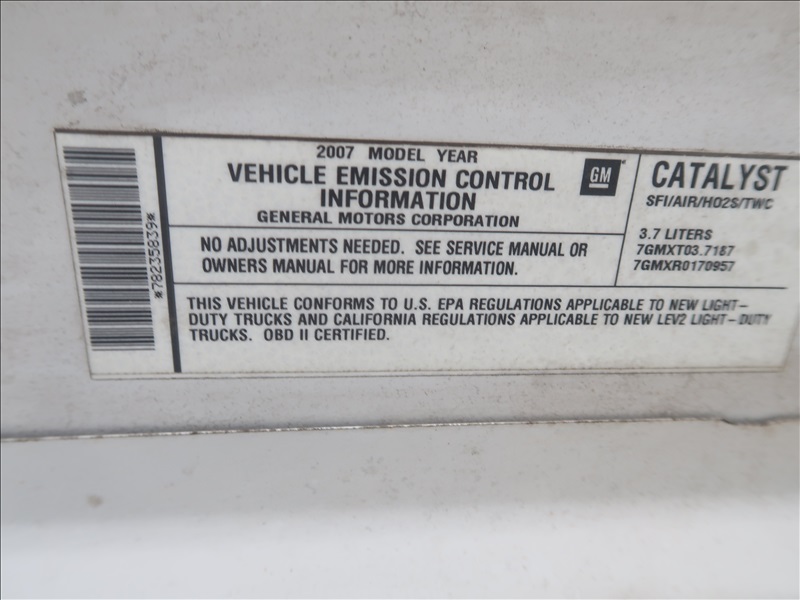 *78235839*
2007 MODEL YEAR
VEHICLE EMISSION CONTROL
INFORMATION
GENERAL MOTORS CORPORATION
GM
CATALYST
SFI/AIR/HO2S/TWC
NO ADJUSTMENTS NEEDED. SEE SERVICE MANUAL OR
OWNERS MANUAL FOR MORE INFORMATION.
3.7 LITERS
7GMXT03.7187
7GMXR0170957
THIS VEHICLE CONFORMS TO U.S. EPA REGULATIONS APPLICABLE TO NEW LIGHT-
DUTY TRUCKS AND CALIFORNIA REGULATIONS APPLICABLE TO NEW LEV2 LIGHT-DUTY
TRUCKS. OBD II CERTIFIED.